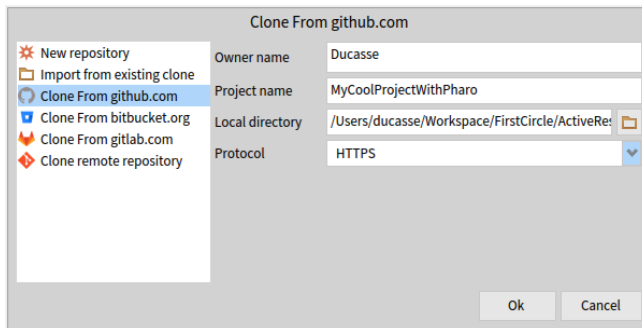 Clone From github.com
New repository
Import from existing clone
Clone From github.com
Clone From bitbucket.org
Clone From gitlab.com
Clone remote repository
Owner name Ducasse
Project name MyCoolProjectWithPharo
Local directory /Users/ducasse/Workspace/FirstCircle/ActiveRes
Protocol HTTPS
Ok Cancel